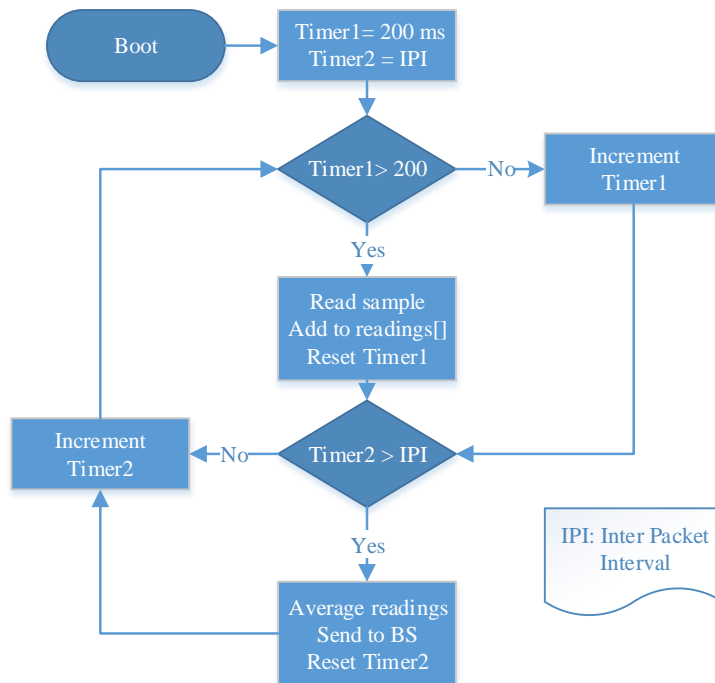 Boot
Timer1= 200 ms
Timer2 = IPI
Timer1> 200
No
Increment
Timer1
Yes
Read sample
Add to readings[]
Reset Timer1
Increment
Timer2
No
Timer2 > IPI
Yes
IPI: Inter Packet
Interval
Average readings
Send to BS
Reset Timer2